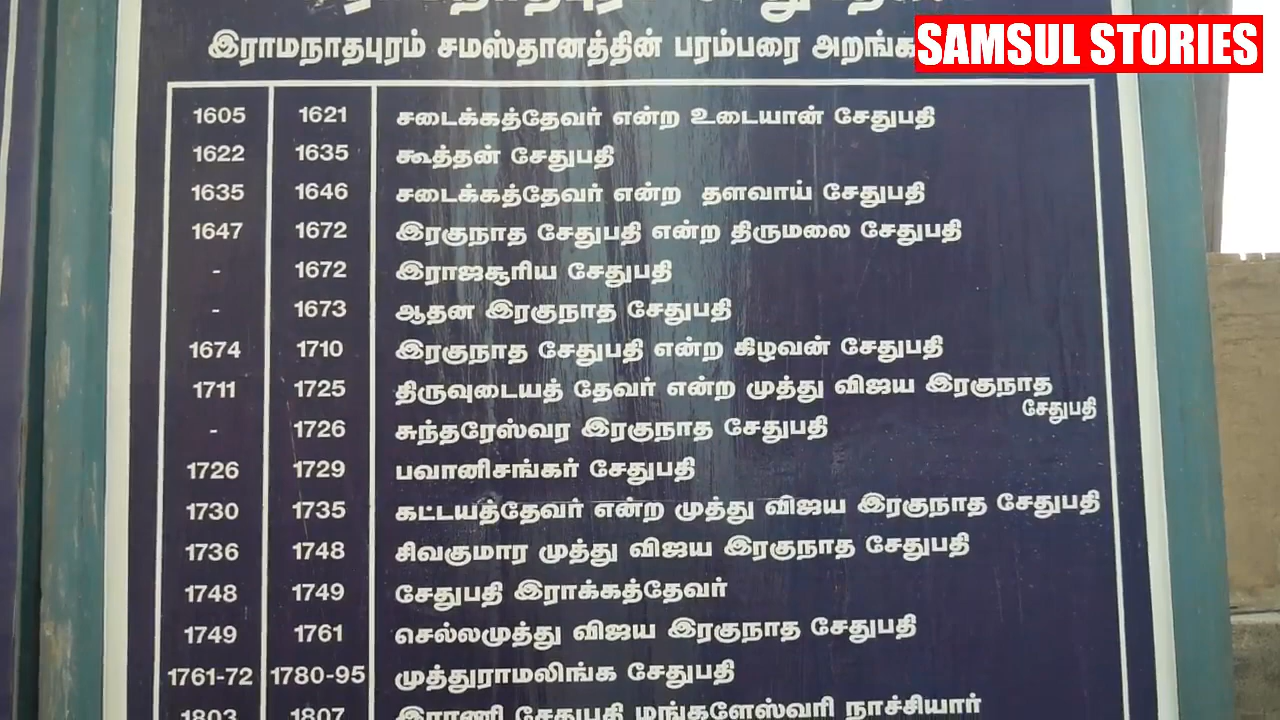 SAMSUL STORIES
இராமநாதபுரம் சமஸ்தானத்தின் பரம்பரை
1605 1621 சடைக்கத்தேவர் என்ற உடையான் சேதுபதி
1622 1635 கூத்தன் சேதுபதி
1635 1646 சடைக்கத்தேவர் என்ற தளவாய் சேதுபதி
1647 1672 இரகுநாத சேதுபதி என்ற திருமலை சேதுபதி
- 1672 இராஜசூரிய சேதுபதி
- 1673 ஆதன இரகுநாத சேதுபதி
1674 1710 இரகுநாத சேதுபதி என்ற கிழவன் சேதுபதி
1711 1725 திருவுடையத் தேவர் என்ற முத்து விஜய இரகுநாத
சேதுபதி
- 1726 சுந்தரேஸ்வர இரகுநாத சேதுபதி
1726 1729 பவானிசங்கர் சேதுபதி
1730 1735 கட்டயத்தேவர் என்ற முத்து விஜய இரகுநாத சேதுபதி
1736 1748 சிவகுமார முத்து விஜய இரகுநாத சேதுபதி
1748 1749 சேதுபதி இராக்கத்தேவர்
1749 1761 செல்லமுத்து விஜய இரகுநாத சேதுபதி
1761-72 1780-95 முத்துராமலிங்க சேதுபதி
1803 1807 இராணி சேதுபதி மங்களேஸ்வரி நாச்சியார்